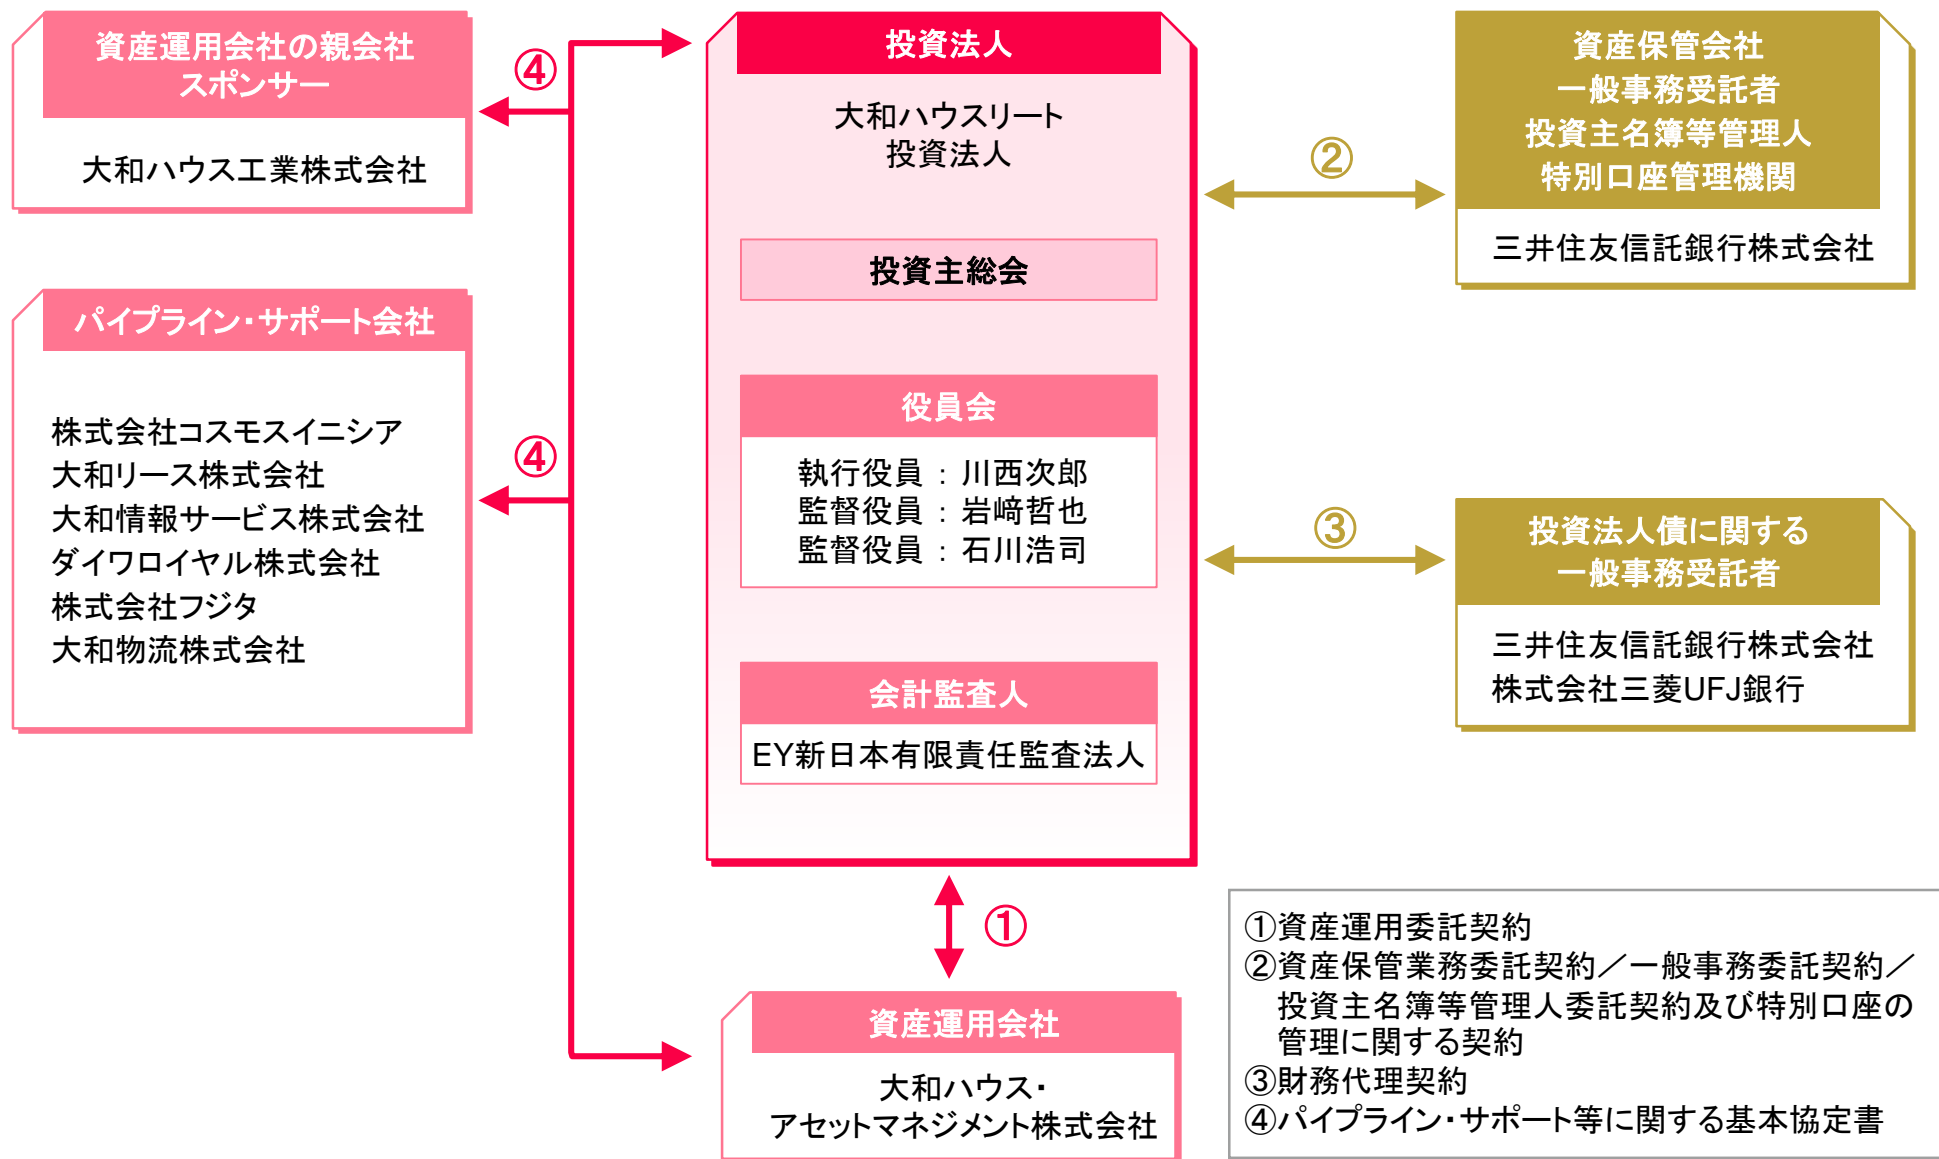 資産運用会社の親会社
スポンサー
大和ハウス工業株式会社
④
パイプライン・サポート会社
株式会社コスモスイニシア
大和リース株式会社
大和情報サービス株式会社
ダイワロイヤル株式会社
株式会社フジタ
大和物流株式会社
④
投資法人
大和ハウスリート
投資法人
投資主総会
役員会
執行役員：川西次郎
監督役員：岩﨑哲也
監督役員：石川浩司
会計監査人
EY新日本有限責任監査法人
①
資産運用会社
大和ハウス・
アセットマネジメント株式会社
②
資産保管会社
一般事務受託者
投資主名簿等管理人
特別口座管理機関
三井住友信託銀行株式会社
③
投資法人債に関する
一般事務受託者
三井住友信託銀行株式会社
株式会社三菱UFJ銀行
①資産運用委託契約
②資産保管業務委託契約／一般事務委託契約／
投資主名簿等管理人委託契約及び特別口座の
管理に関する契約
③財務代理契約
④パイプライン・サポート等に関する基本協定書